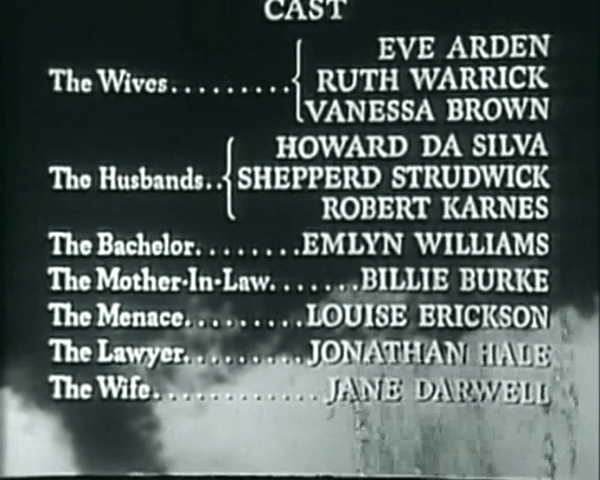 CAST
EVE ARDEN
The Wives.......... RUTH WARRICK
VANESSA BROWN
HOWARD DA SILVA
The Husbands.. SHEPPERD STRUDWICK
ROBERT KARNES
The Bachelor........EMLYN WILLIAMS
The Mother-In-Law.......BILLIE BURKE
The Menace..........LOUISE ERICKSON
The Lawyer..........JONATHAN HALE
The Wife............. JANE DARWELL